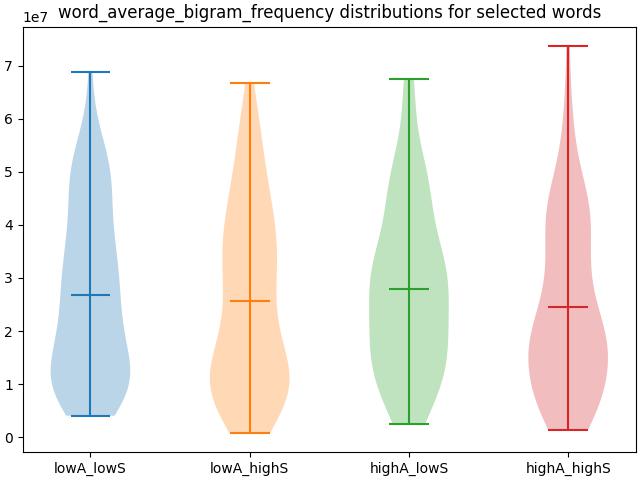 word_average_bigram_frequency distributions for selected words
1e7
7
6
5
4
3
2
1
0
lowA_lowS lowA_highS highA_lowS highA_highS